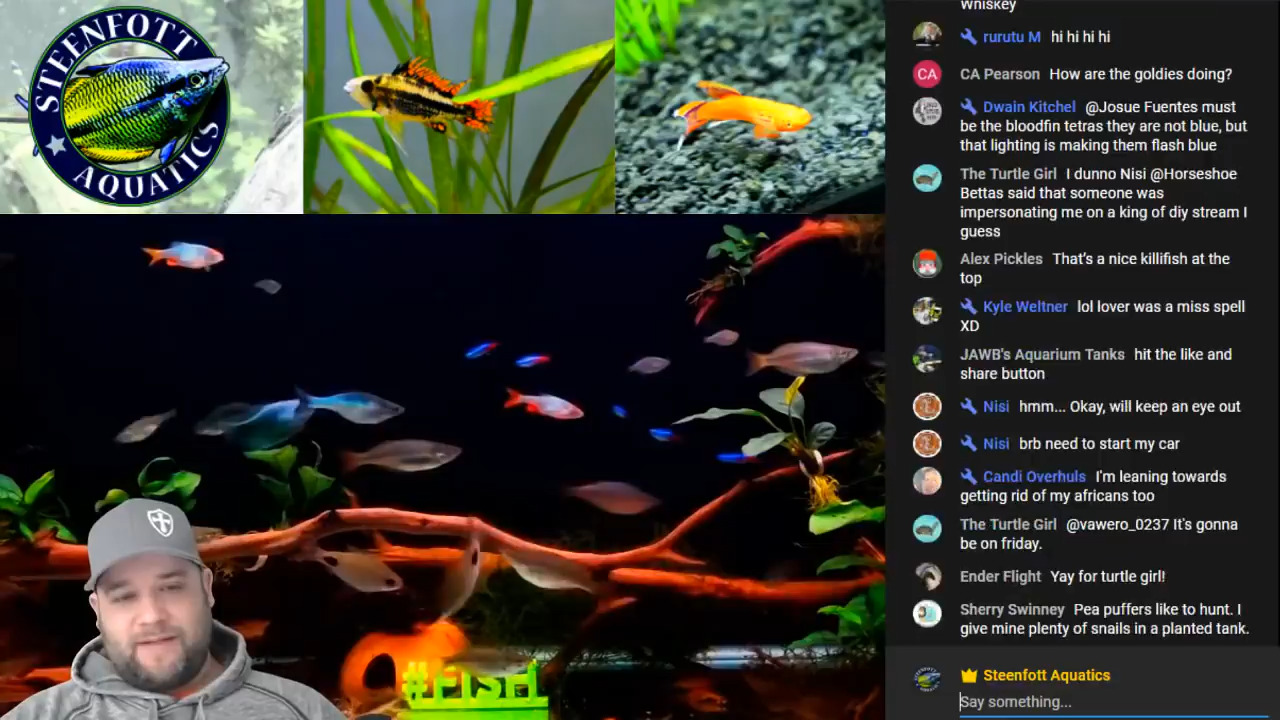 STEENFOTT
AQUATICS
#FISH
Whiskey
rurutu M hi hi hi hi
CA
CA Pearson How are the goldies doing?
Dwain Kitchel @Josue Fuentes must
be the bloodfin tetras they are not blue, but
that lighting is making them flash blue
The Turtle Girl I dunno Nisi @Horseshoe
Bettas said that someone was
impersonating me on a king of diy stream I
guess
Alex Pickles That's a nice killifish at the
top
Kyle Weltner lol lover was a miss spell
XD
JAWB's Aquarium Tanks hit the like and
share button
Nisi hmm... Okay, will keep an eye out
Nisi brb need to start my car
Candi Overhuls I'm leaning towards
getting rid of my africans too
The Turtle Girl @vawero_0237 It's gonna
be on friday.
Ender Flight Yay for turtle girl!
Sherry Swinney Pea puffers like to hunt. I
give mine plenty of snails in a planted tank.
Steenfott Aquatics
Say something...